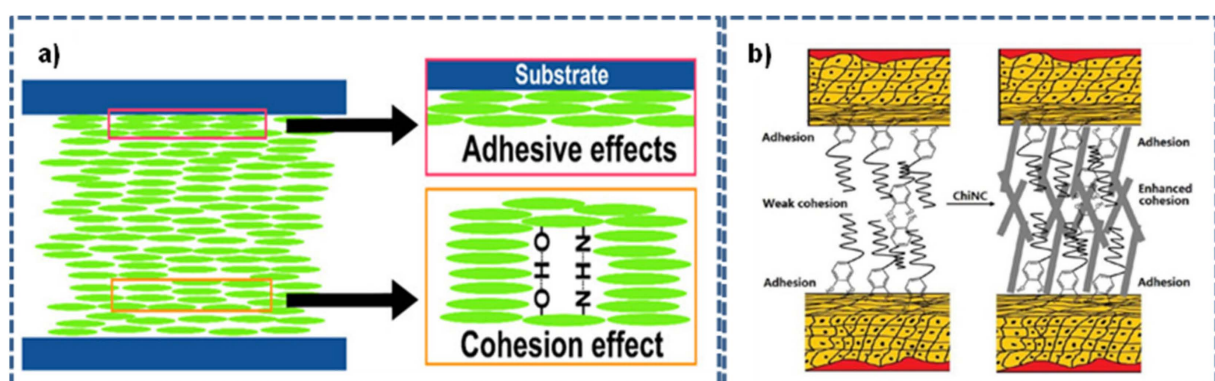 a)
Substrate
Adhesive effects
O--H--O
N--H--N
Cohesion effect
b)
Adhesion
Weak cohesion
Adhesion
ChiNC
Adhesion
Enhanced
cohesion
Adhesion